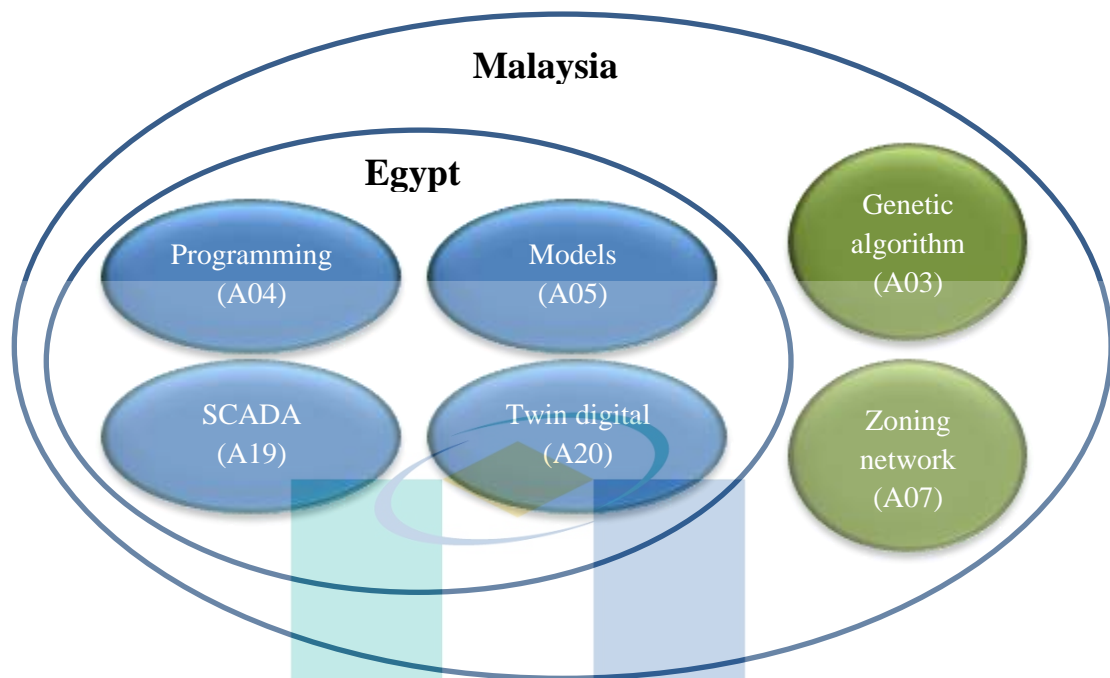 Malaysia
Egypt
Programming
(A04)
Models
(A05)
Genetic
algorithm
(A03)
SCADA
(A19)
Twin digital
(A20)
Zoning
network
(A07)